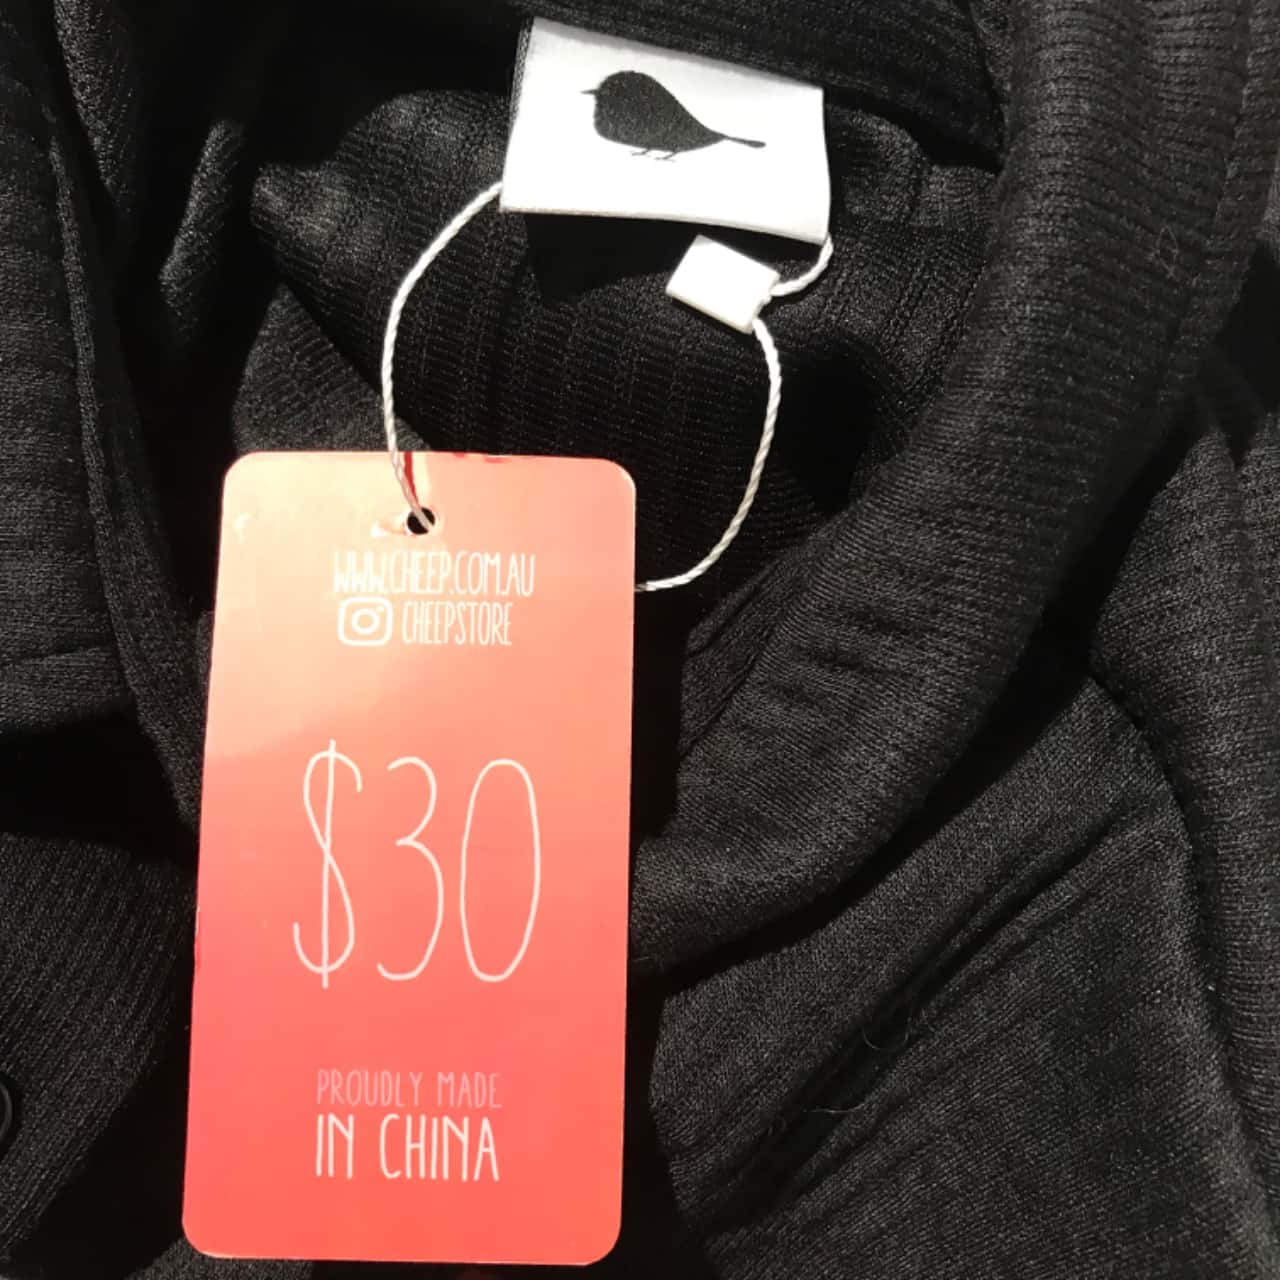 WWW.CHEEP.COM.AU
CHEEPSTORE
$30
PROUDLY MADE
IN CHINA